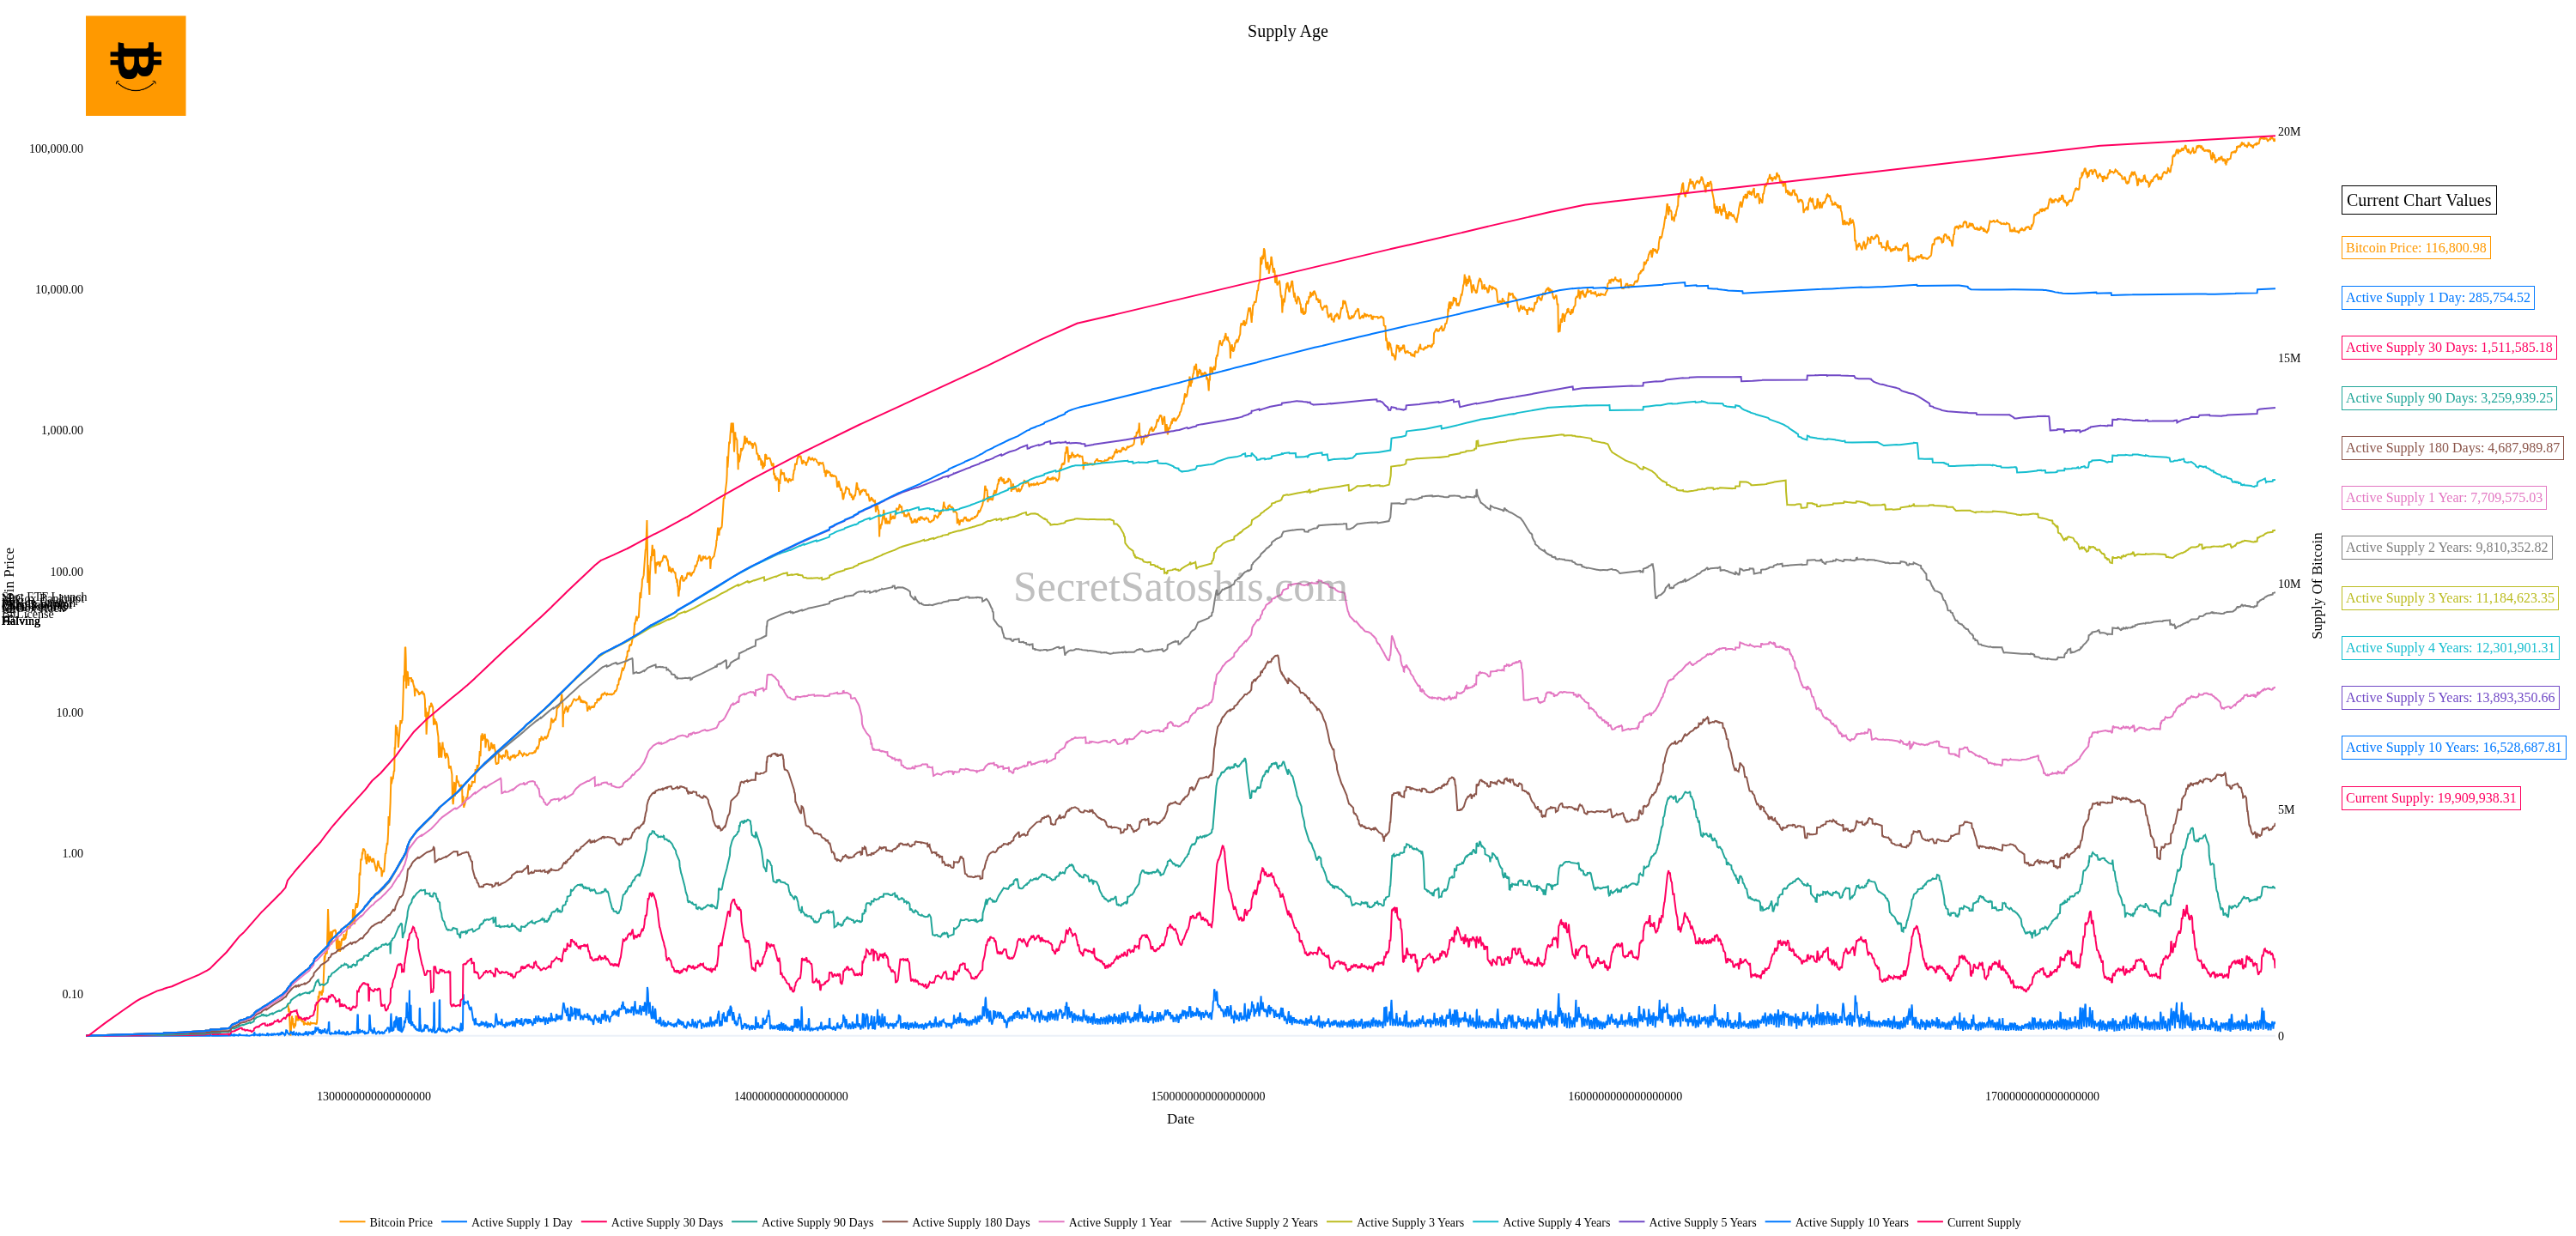 Supply Age
100,000.00
10,000.00
1,000.00
100.00
10.00
1.00
0.10
20M
15M
10M
5M
0
Supply Of Bitcoin
Halving
SecretSatoshis.com
1300000000000000000
1400000000000000000
1500000000000000000
1600000000000000000
1700000000000000000
Date
Current Chart Values
Bitcoin Price: 116,800.98
Active Supply 1 Day: 285,754.52
Active Supply 30 Days: 1,511,585.18
Active Supply 90 Days: 3,259,939.25
Active Supply 180 Days: 4,687,989.87
Active Supply 1 Year: 7,709,575.03
Active Supply 2 Years: 9,810,352.82
Active Supply 3 Years: 11,184,623.35
Active Supply 4 Years: 12,301,901.31
Active Supply 5 Years: 13,893,350.66
Active Supply 10 Years: 16,528,687.81
Current Supply: 19,909,938.31
Bitcoin Price Active Supply 1 Day Active Supply 30 Days Active Supply 90 Days Active Supply 180 Days Active Supply 1 Year Active Supply 2 Years Active Supply 3 Years Active Supply 4 Years Active Supply 5 Years Active Supply 10 Years Current Supply